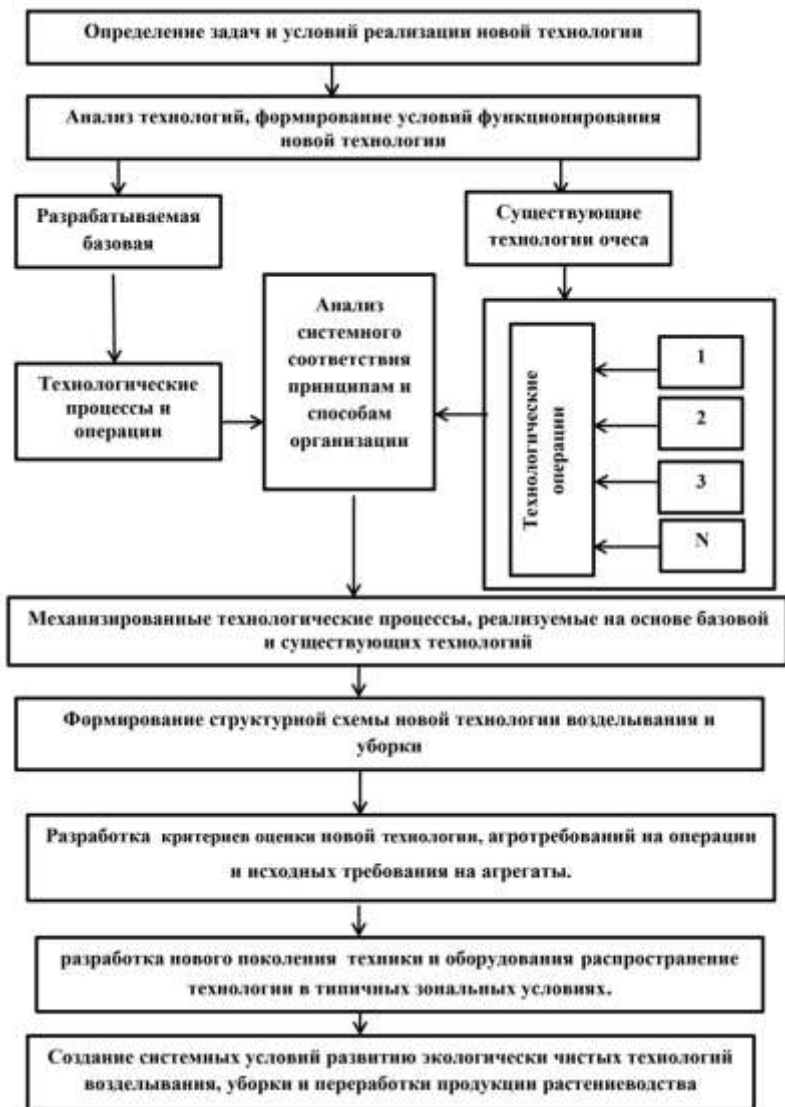 Определение задач и условий реализации новой технологии
Анализ технологий, формирование условий функционирования
новой технологии
Разрабатываемая
базовая
Существующие
технологии очеса
Анализ
системного
соответствия
принципам и
способам
организации
Технологические
процессы и
операции
Технологические
операции
1
2
3
N
Механизированные технологические процессы, реализуемые на основе базовой
и существующих технологий
Формирование структурной схемы новой технологии возделывания и
уборки
Разработка критериев оценки новой технологии, агротребований на операции
и исходных требования на агрегаты.
разработка нового поколения техники и оборудования распространение
технологии в типичных зональных условиях.
Создание системных условий развитию экологически чистых технологий
возделывания, уборки и переработки продукции растениеводства